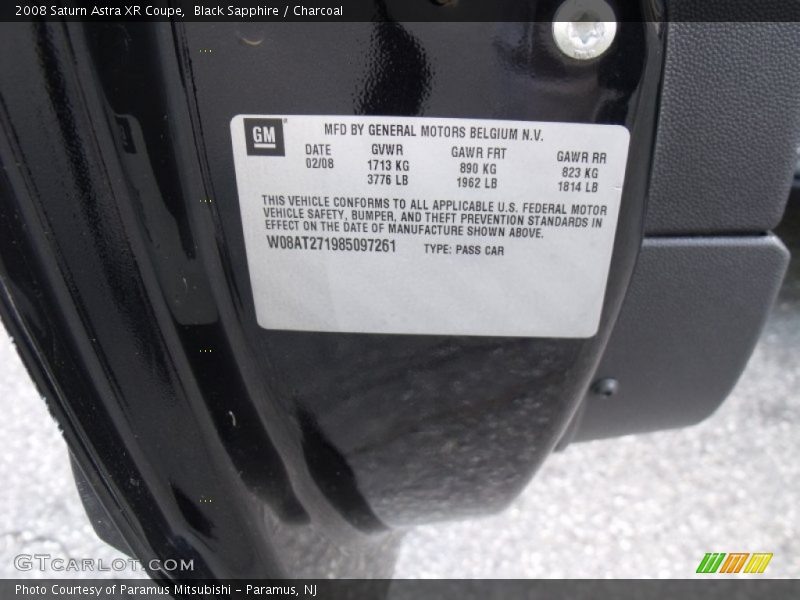 2008 Saturn Astra XR Coupe, Black Sapphire / Charcoal
GM
MFD BY GENERAL MOTORS BELGIUM N.V.
DATE GVWR GAWR FRT GAWR RR
02/08 1713 KG 890 KG 823 KG
3776 LB 1962 LB 1814 LB
THIS VEHICLE CONFORMS TO ALL APPLICABLE U.S. FEDERAL MOTOR
VEHICLE SAFETY, BUMPER, AND THEFT PREVENTION STANDARDS IN
EFFECT ON THE DATE OF MANUFACTURE SHOWN ABOVE.
W08AT271985097261 TYPE: PASS CAR
GTCARLOT.COM
Photo Courtesy of Paramus Mitsubishi - Paramus, NJ